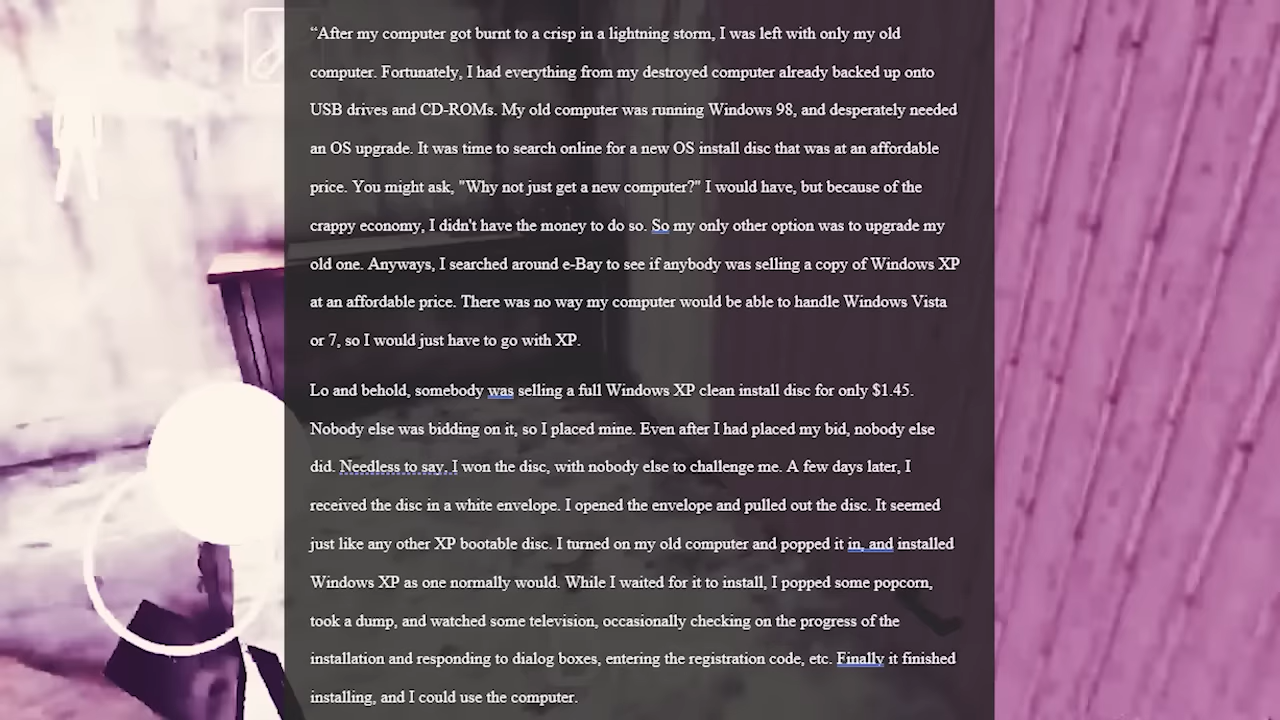 “After my computer got burnt to a crisp in a lightning storm, I was left with only my old
computer. Fortunately, I had everything from my destroyed computer already backed up onto
USB drives and CD-ROMs. My old computer was running Windows 98, and desperately needed
an OS upgrade. It was time to search online for a new OS install disc that was at an affordable
price. You might ask, "Why not just get a new computer?" I would have, but because of the
crappy economy, I didn't have the money to do so. So my only other option was to upgrade my
old one. Anyways, I searched around e-Bay to see if anybody was selling a copy of Windows XP
at an affordable price. There was no way my computer would be able to handle Windows Vista
or 7, so I would just have to go with XP.
Lo and behold, somebody was selling a full Windows XP clean install disc for only $1.45.
Nobody else was bidding on it, so I placed mine. Even after I had placed my bid, nobody else
did. Needless to say, I won the disc, with nobody else to challenge me. A few days later, I
received the disc in a white envelope. I opened the envelope and pulled out the disc. It seemed
just like any other XP bootable disc. I turned on my old computer and popped it in, and installed
Windows XP as one normally would. While I waited for it to install, I popped some popcorn,
took a dump, and watched some television, occasionally checking on the progress of the
installation and responding to dialog boxes, entering the registration code, etc. Finally it finished
installing, and I could use the computer.